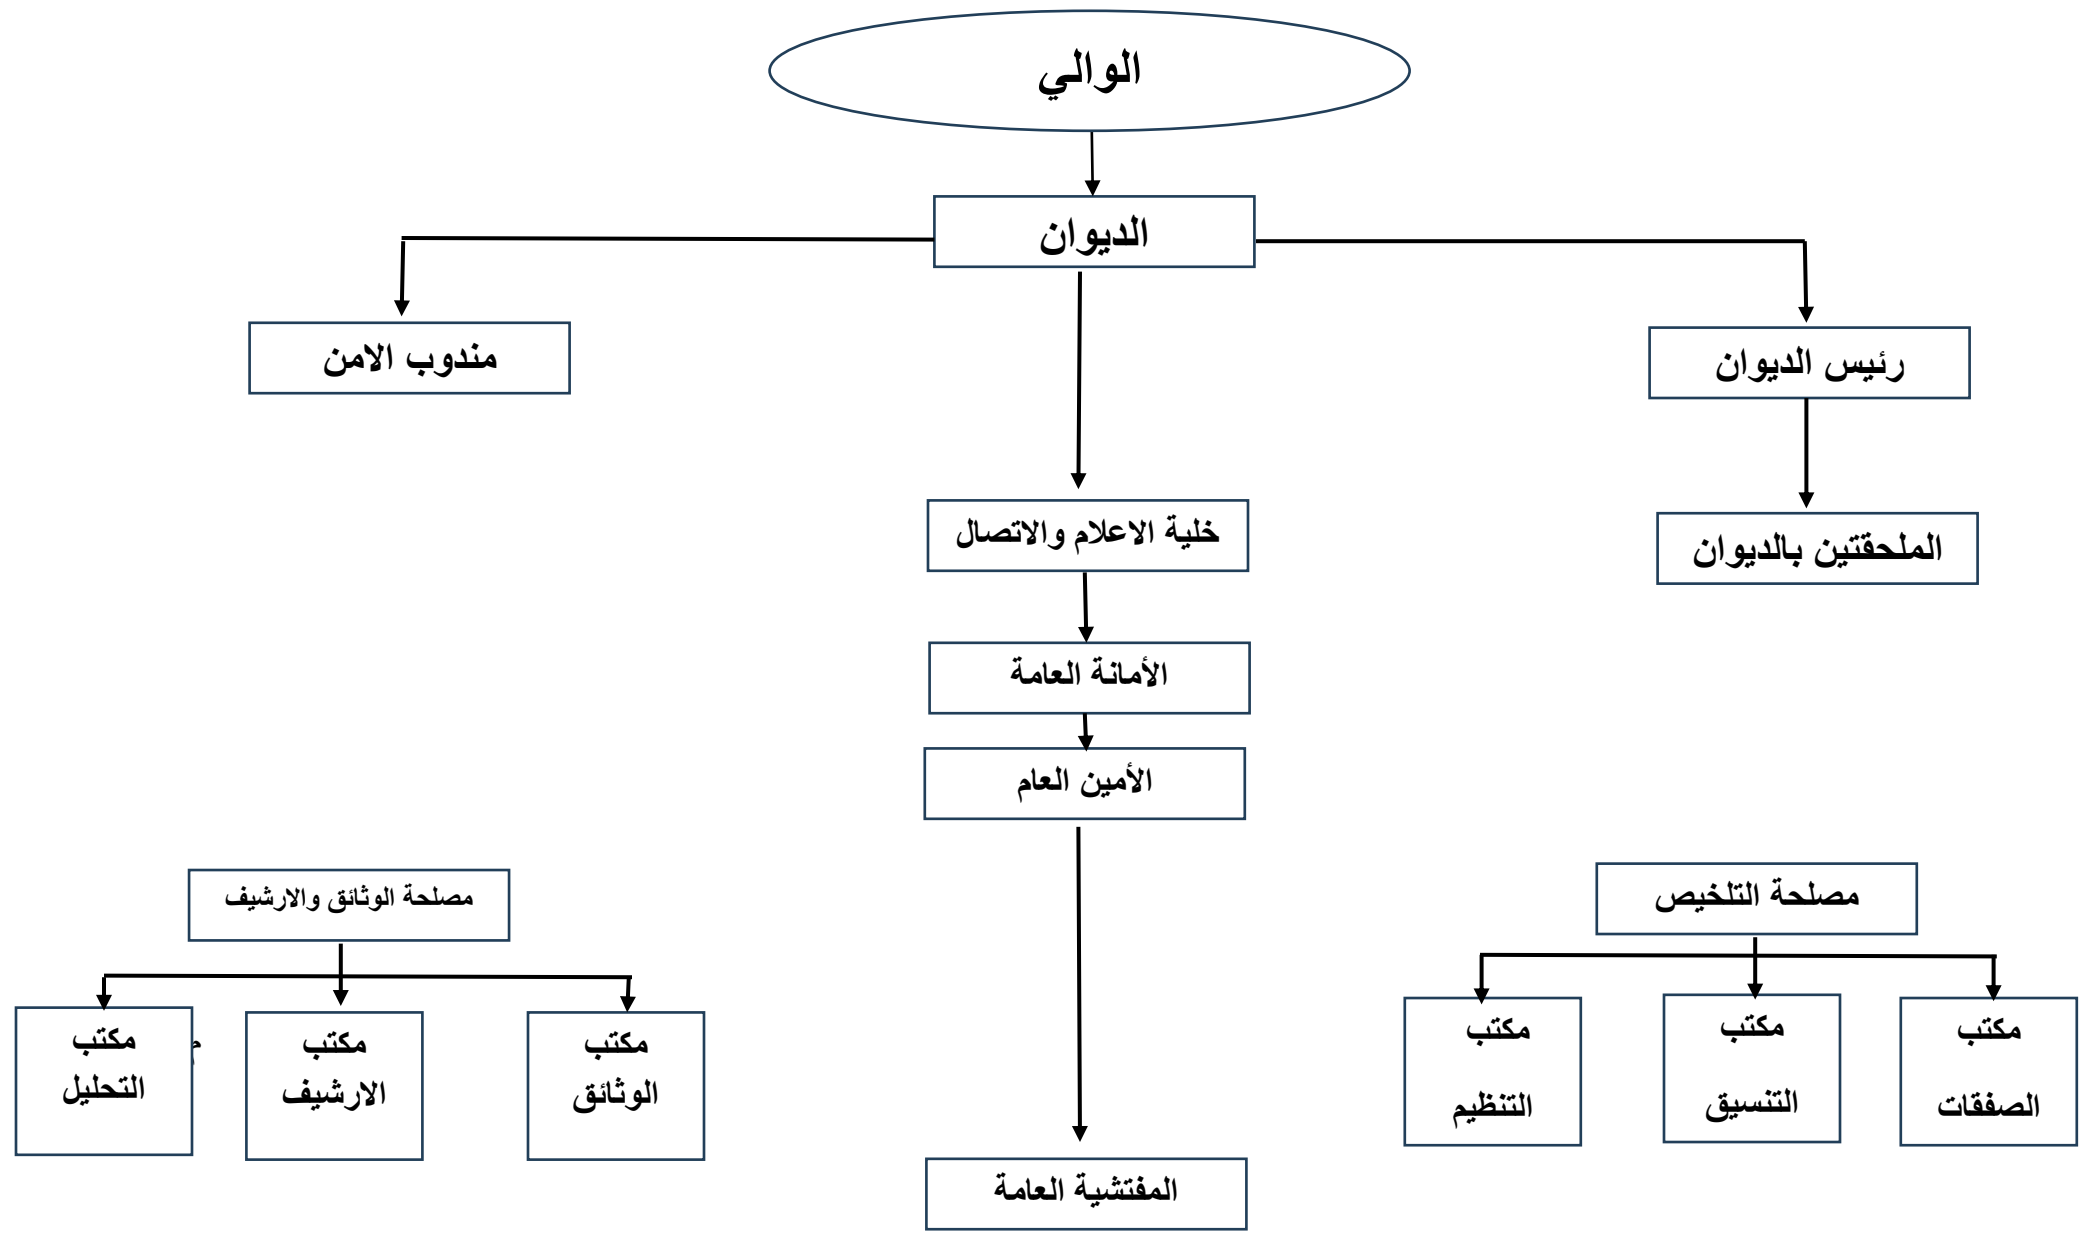 الوالي
الديوان
رئيس الديوان
مندوب الامن
خلية الاعلام والاتصال
الملحقتين بالديوان
الأمانة العامة
الأمين العام
مصلحة التلخيص
مصلحة الوثائق والارشيف
مكتب
الصفقات
مكتب
التنسيق
مكتب
التنظيم
مكتب
الوثائق
مكتب
الارشيف
مكتب
التحليل
المفتشية العامة